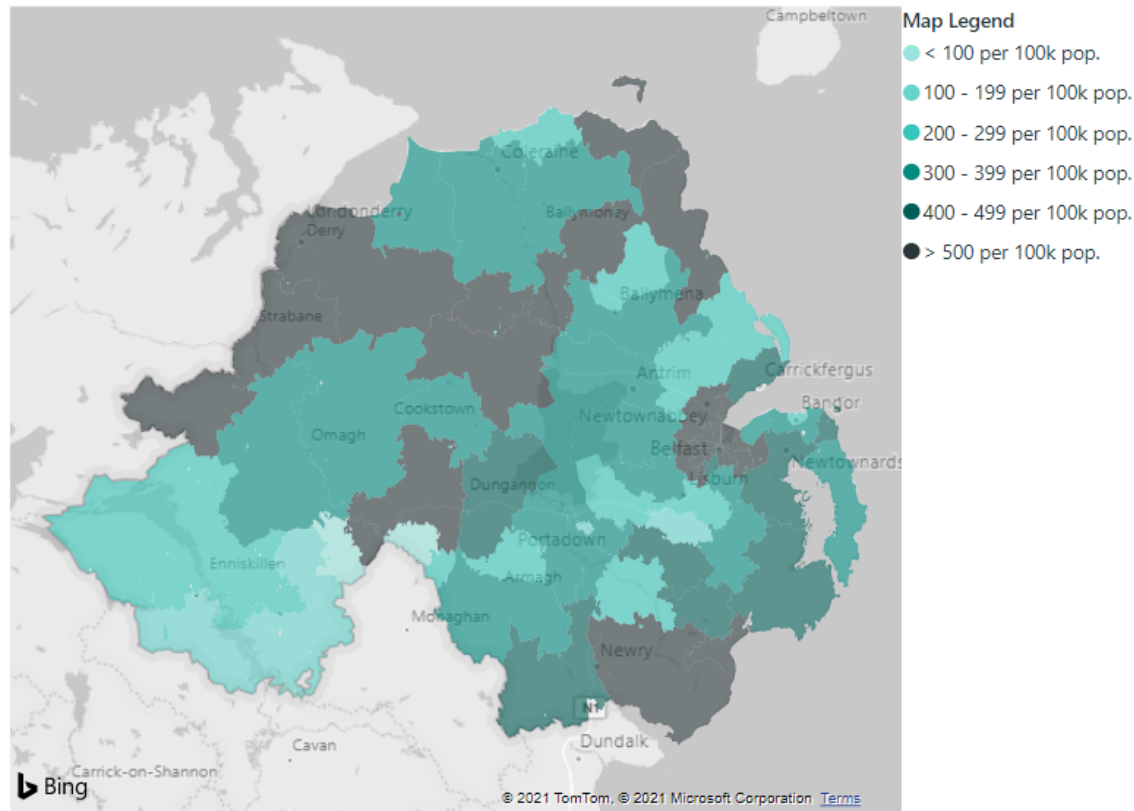 Campbeltown
Coleraine
Londonderry
Derry
Ballymoney
Ballymena
Strabane
Carrickfergus
Antrim
Bangor
Cookstown
Newtownabbey
Omagh
Belfast
Newtownards
Lisburn
Dungannon
Portadown
Enniskillen
Armagh
Monaghan
Newry
N1
Dundalk
Cavan
Carrick-on-Shannon
Bing
© 2021 TomTom, © 2021 Microsoft Corporation Terms
Map Legend
< 100 per 100k pop.
100 - 199 per 100k pop.
200 - 299 per 100k pop.
300 - 399 per 100k pop.
400 - 499 per 100k pop.
> 500 per 100k pop.